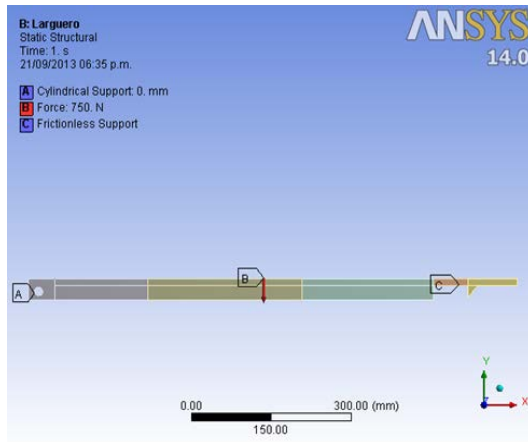 B: Larguero
Static Structural
Time: 1. s
21/09/2013 06:35 p.m.
A Cylindrical Support: 0. mm
B Force: 750. N
C Frictionless Support
ANSYS
14.0
A
B
C
Y
X
0.00
300.00 (mm)
150.00